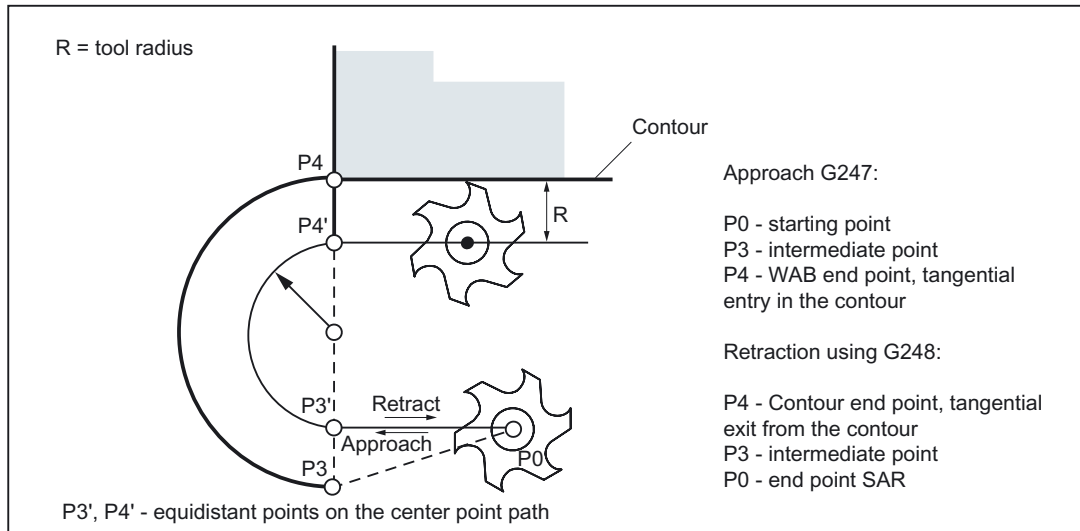 R = tool radius
Contour
P4
P4'
R
P3'
Retract
Approach
P3
P0
P3', P4' - equidistant points on the center point path
Approach G247:
P0 - starting point
P3 - intermediate point
P4 - WAB end point, tangential
entry in the contour
Retraction using G248:
P4 - Contour end point, tangential
exit from the contour
P3 - intermediate point
P0 - end point SAR